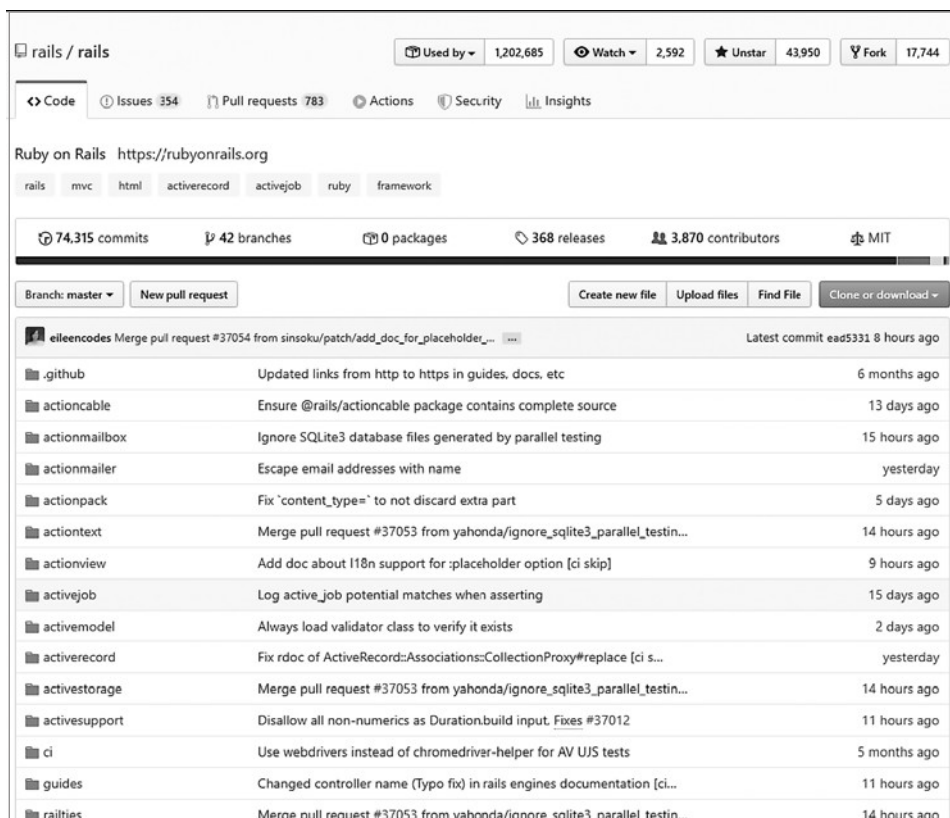 rails / rails Used by 1,202,685 Watch 2,592 Unstar 43,950 Fork 17,744
Code Issues 354 Pull requests 783 Actions Security Insights
Ruby on Rails https://rubyonrails.org
rails mvc html activerecord activejob ruby framework
74,315 commits 42 branches 0 packages 368 releases 3,870 contributors MIT
Branch: master New pull request Create new file Upload files Find File Clone or download
eileencodes Merge pull request #37054 from sinsoku/patch/add_doc_for_placeholder_... ... Latest commit ead5331 8 hours ago
.github Updated links from http to https in guides, docs, etc 6 months ago
actioncable Ensure @rails/actioncable package contains complete source 13 days ago
actionmailbox Ignore SQLite3 database files generated by parallel testing 15 hours ago
actionmailer Escape email addresses with name yesterday
actionpack Fix `content_type=` to not discard extra part 5 days ago
actiontext Merge pull request #37053 from yahonda/ignore_sqlite3_parallel_testin... 14 hours ago
actionview Add doc about I18n support for :placeholder option [ci skip] 9 hours ago
activejob Log active_job potential matches when asserting 15 days ago
activemodel Always load validator class to verify it exists 2 days ago
activerecord Fix rdoc of ActiveRecord::Associations::CollectionProxy#replace [ci s... yesterday
activestorage Merge pull request #37053 from yahonda/ignore_sqlite3_parallel_testin... 14 hours ago
activesupport Disallow all non-numerics as Duration.build input, Fixes #37012 11 hours ago
ci Use webdrivers instead of chromedriver-helper for AV UJS tests 5 months ago
guides Changed controller name (Typo fix) in rails engines documentation [ci... 11 hours ago
railties Merge pull request #37053 from yahonda/ignore_sqlite3_parallel_testin... 14 hours ago